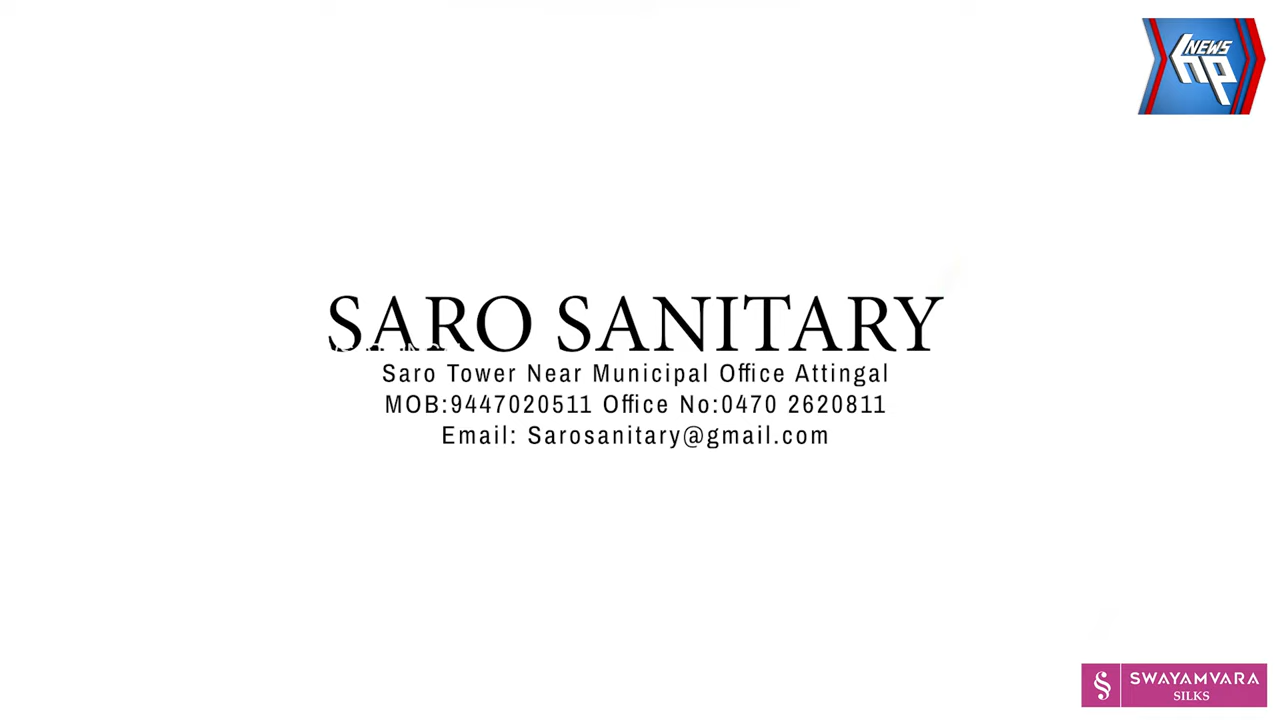 NEWS
hp
SARO SANITARY
Saro Tower Near Municipal Office Attingal
MOB:9447020511 Office No:0470 2620811
Email: Sarosanitary@gmail.com
SWAYAMVARA
SILKS